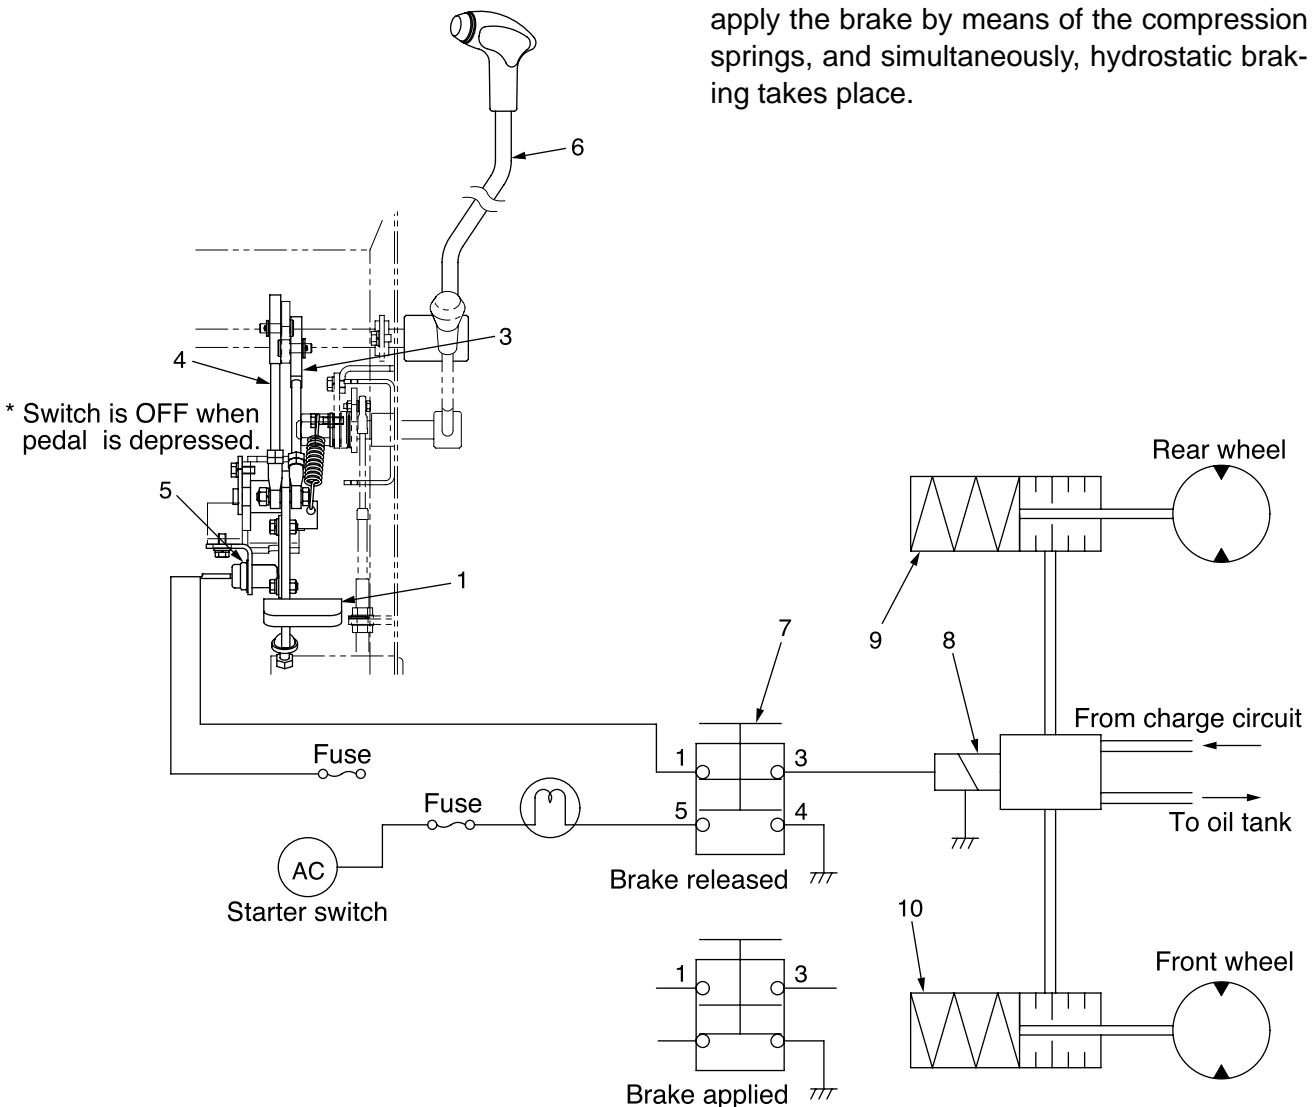 apply the brake by means of the compression
springs, and simultaneously, hydrostatic brak-
ing takes place.
6
3
4
* Switch is OFF when
pedal is depressed.
5
1
Rear wheel
9
8
7
From charge circuit
To oil tank
Fuse
1
3
Fuse
5
4
AC
Starter switch
Brake released
10
Front wheel
1
3
Brake applied